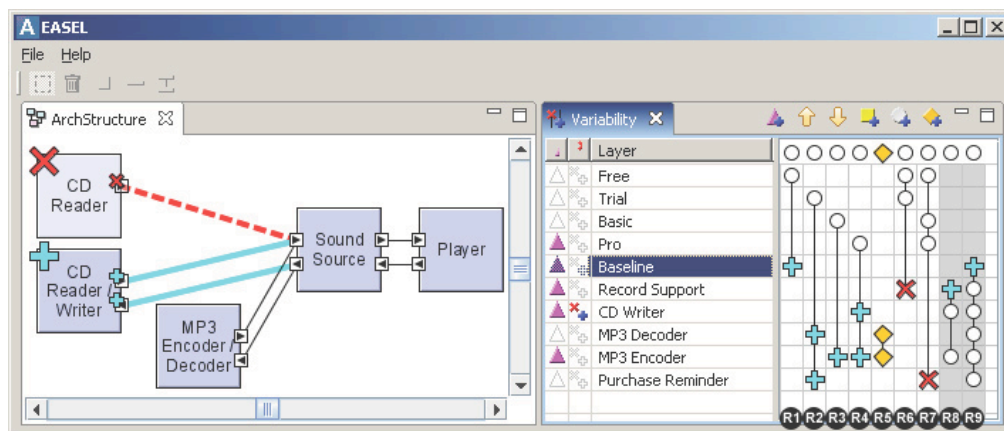 A EASEL
File Help
ArchStructure
CD
Reader
CD
Reader /
Writer
MP3
Encoder /
Decoder
Sound
Source
Player
Variability
Layer
Free
Trial
Basic
Pro
Baseline
Record Support
CD Writer
MP3 Decoder
MP3 Encoder
Purchase Reminder
R1 R2 R3 R4 R5 R6 R7 R8 R9